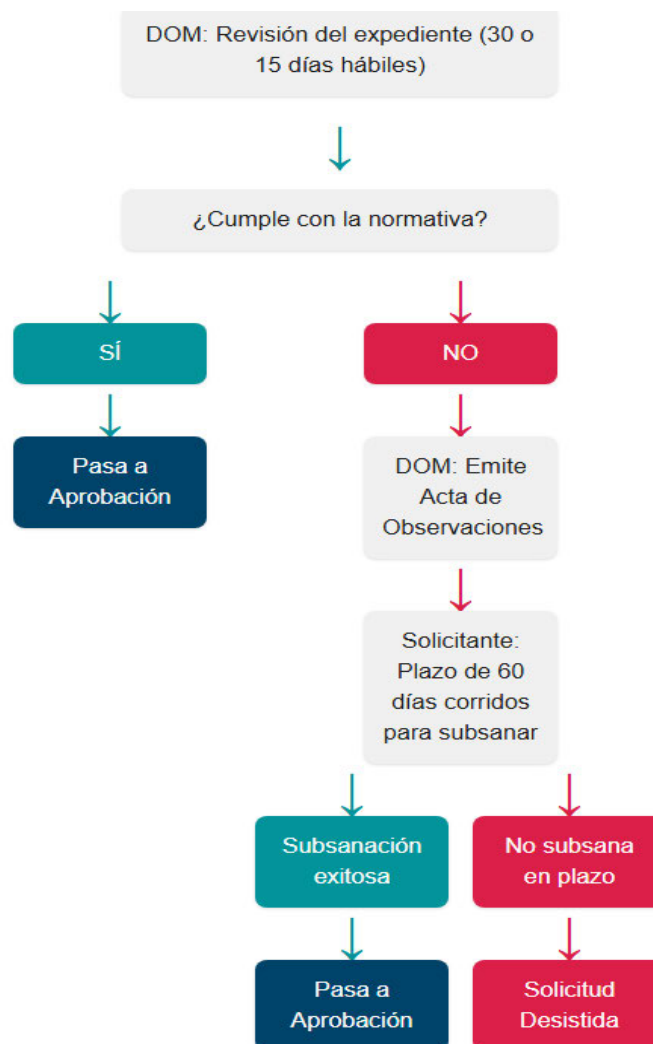 DOM: Revisión del expediente (30 o
15 días hábiles)
¿Cumple con la normativa?
SÍ
NO
Pasa a
Aprobación
DOM: Emite
Acta de
Observaciones
Solicitante:
Plazo de 60
días corridos
para subsanar
Subsanación
exitosa
No subsana
en plazo
Pasa a
Aprobación
Solicitud
Desistida